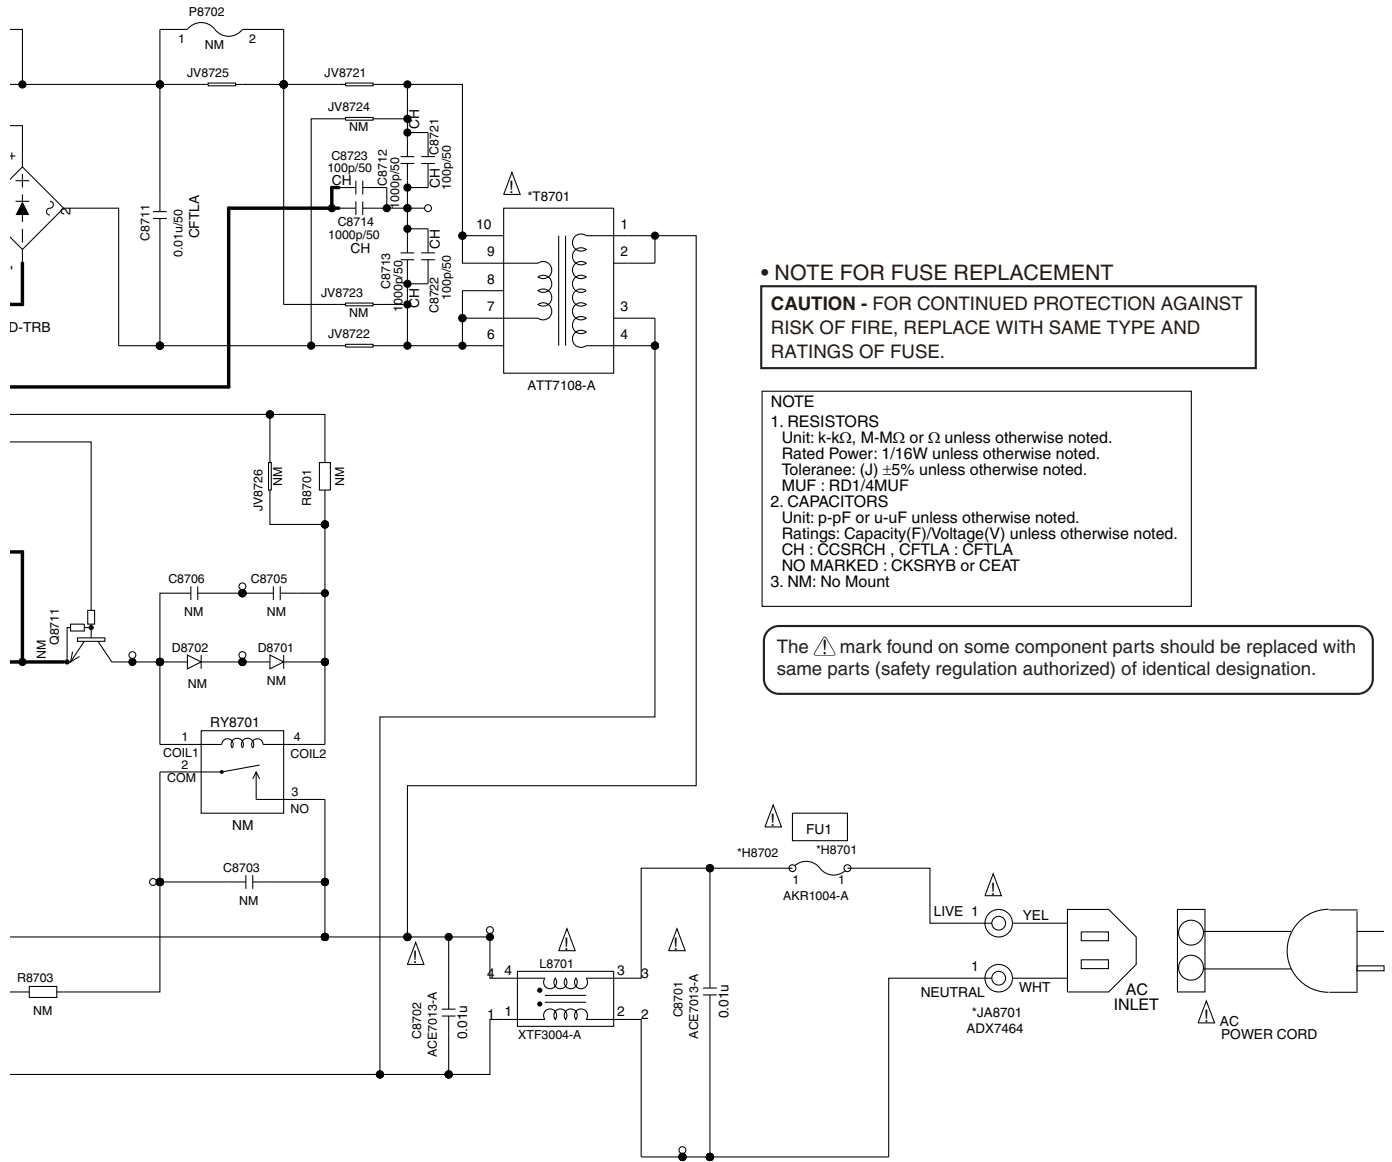 P8702
1 NM 2
JV8725
JV8721
JV8724
NM
CH
C8721
100p/50
CH
C8723
100p/50
CH
C8712
1000p/50
C8711
0.01u/50
CFTLA
C8714
1000p/50
CH
C8713
1000p/50
CH
C8722
100p/50
CH
JV8723
NM
JV8722
+
2
-
D-TRB
*T8701
10
9
8
7
6
1
2
3
4
ATT7108-A
• NOTE FOR FUSE REPLACEMENT
CAUTION - FOR CONTINUED PROTECTION AGAINST
RISK OF FIRE, REPLACE WITH SAME TYPE AND
RATINGS OF FUSE.
NOTE
1. RESISTORS
Unit: k-kΩ, M-MΩ or Ω unless otherwise noted.
Rated Power: 1/16W unless otherwise noted.
Toleranee: (J) ±5% unless otherwise noted.
MUF : RD1/4MUF
2. CAPACITORS
Unit: p-pF or u-uF unless otherwise noted.
Ratings: Capacity(F)/Voltage(V) unless otherwise noted.
CH : CCSRCH , CFTLA : CFTLA
NO MARKED : CKSRYB or CEAT
3. NM: No Mount
The ⚠ mark found on some component parts should be replaced with
same parts (safety regulation authorized) of identical designation.
JV8726
NM
R8701
NM
C8706
NM
C8705
NM
NM
Q8711
D8702
NM
D8701
NM
RY8701
1
COIL1
2
COM
4
COIL2
3
NO
NM
C8703
NM
R8703
NM
C8702
ACE7013-A
0.01u
L8701
4 4
3 3
1 1
2 2
XTF3004-A
C8701
ACE7013-A
0.01u
FU1
*H8702
*H8701
1 1
AKR1004-A
LIVE 1
YEL
1
NEUTRAL
WHT
*JA8701
ADX7464
AC
INLET
AC
POWER CORD